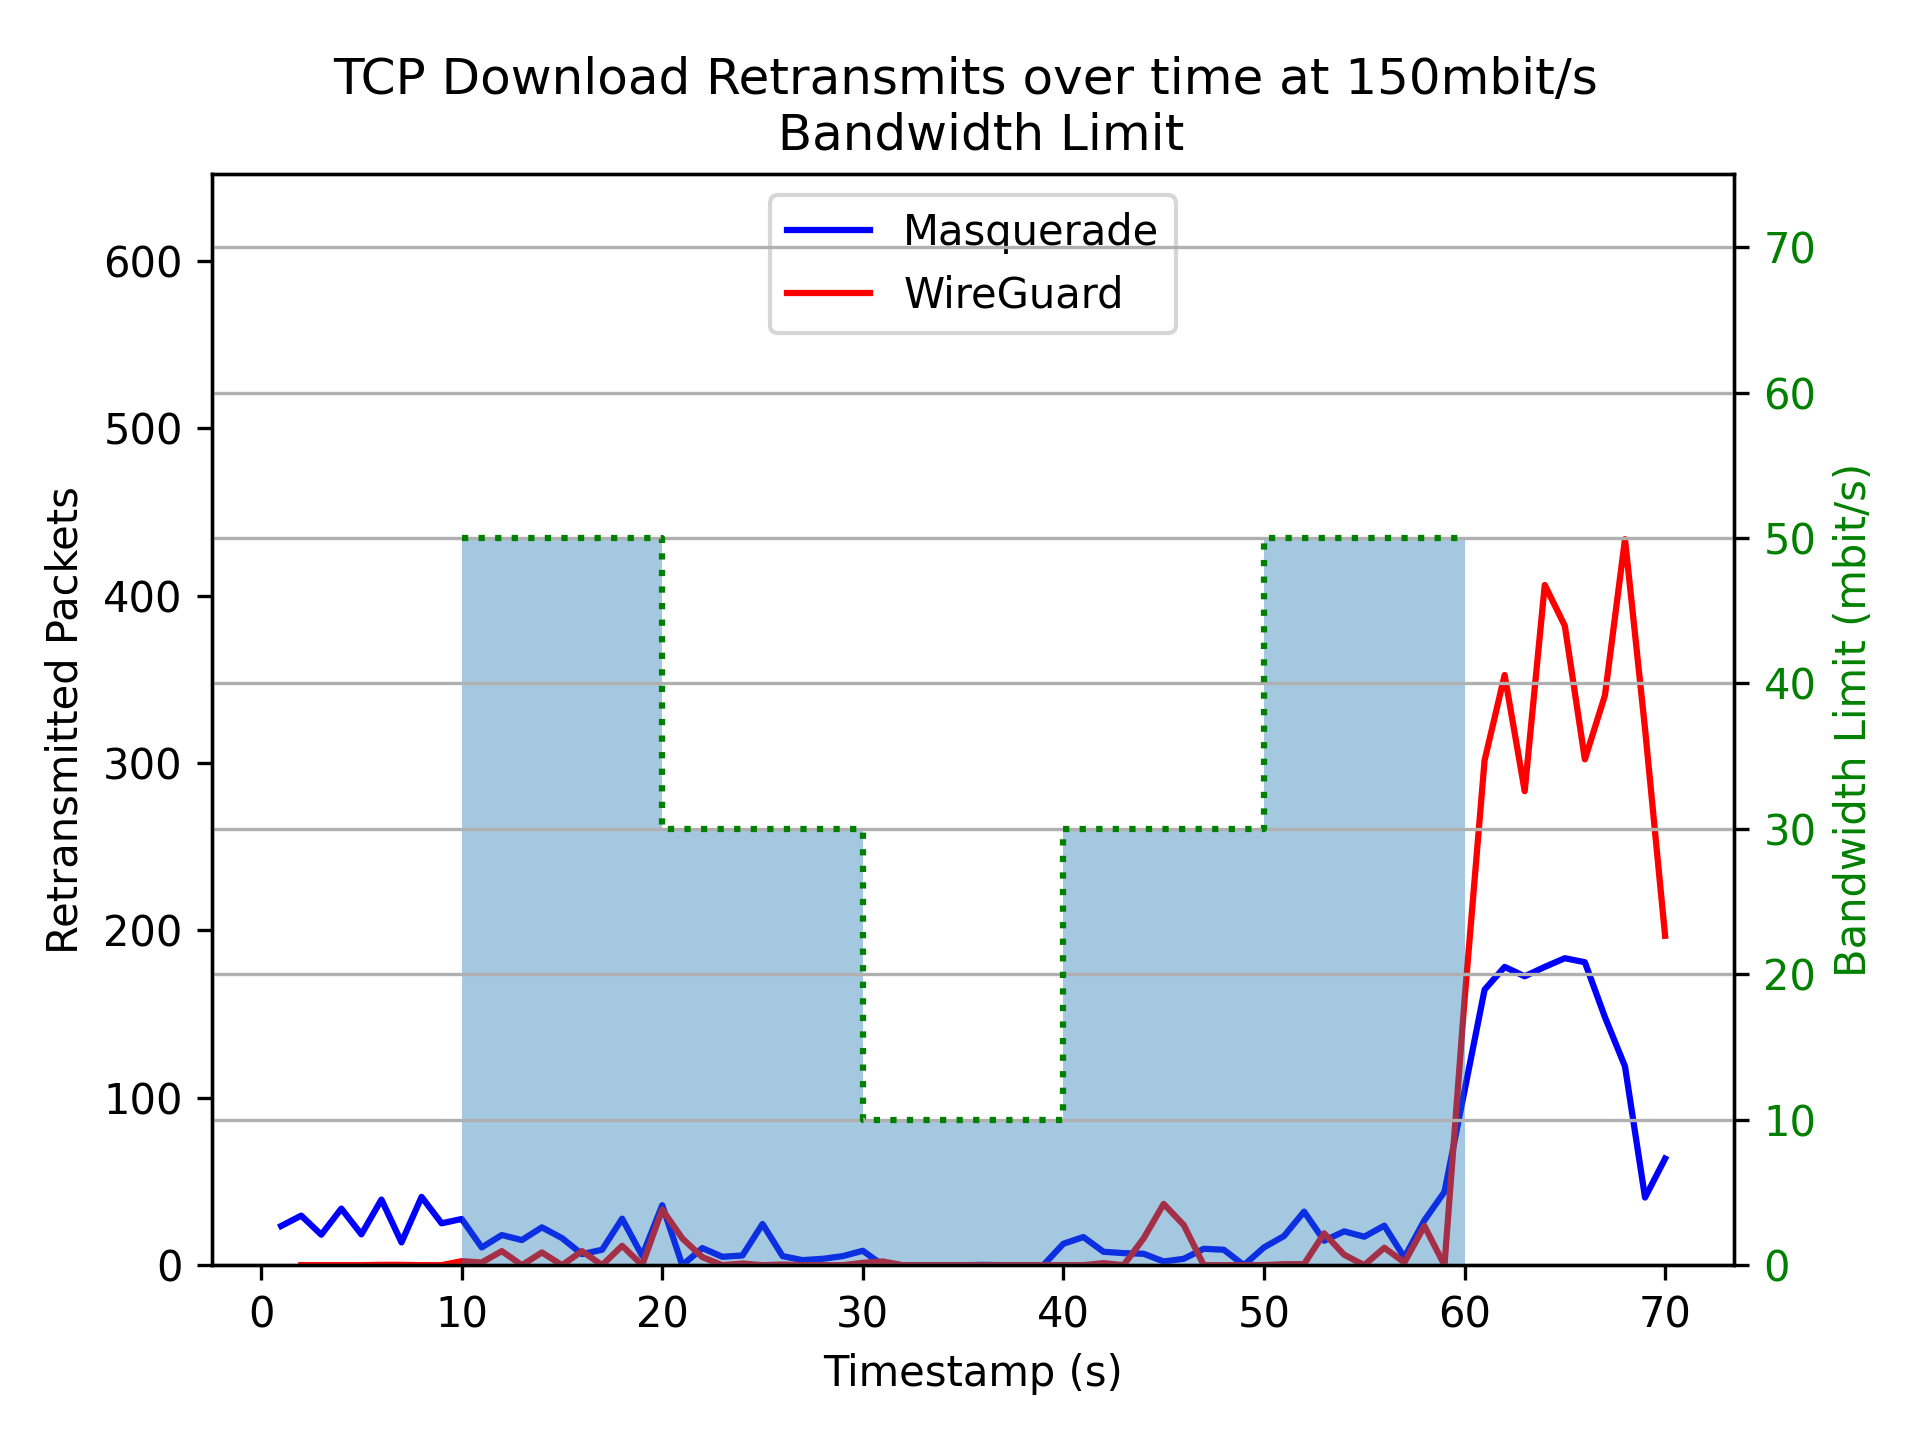 TCP Download Retransmits over time at 150mbit/s
Bandwidth Limit
Masquerade
WireGuard
Retransmitted Packets
600
500
400
300
200
100
0
70
60
50
40
30
20
10
0
Bandwidth Limit (mbit/s)
0 10 20 30 40 50 60 70
Timestamp (s)